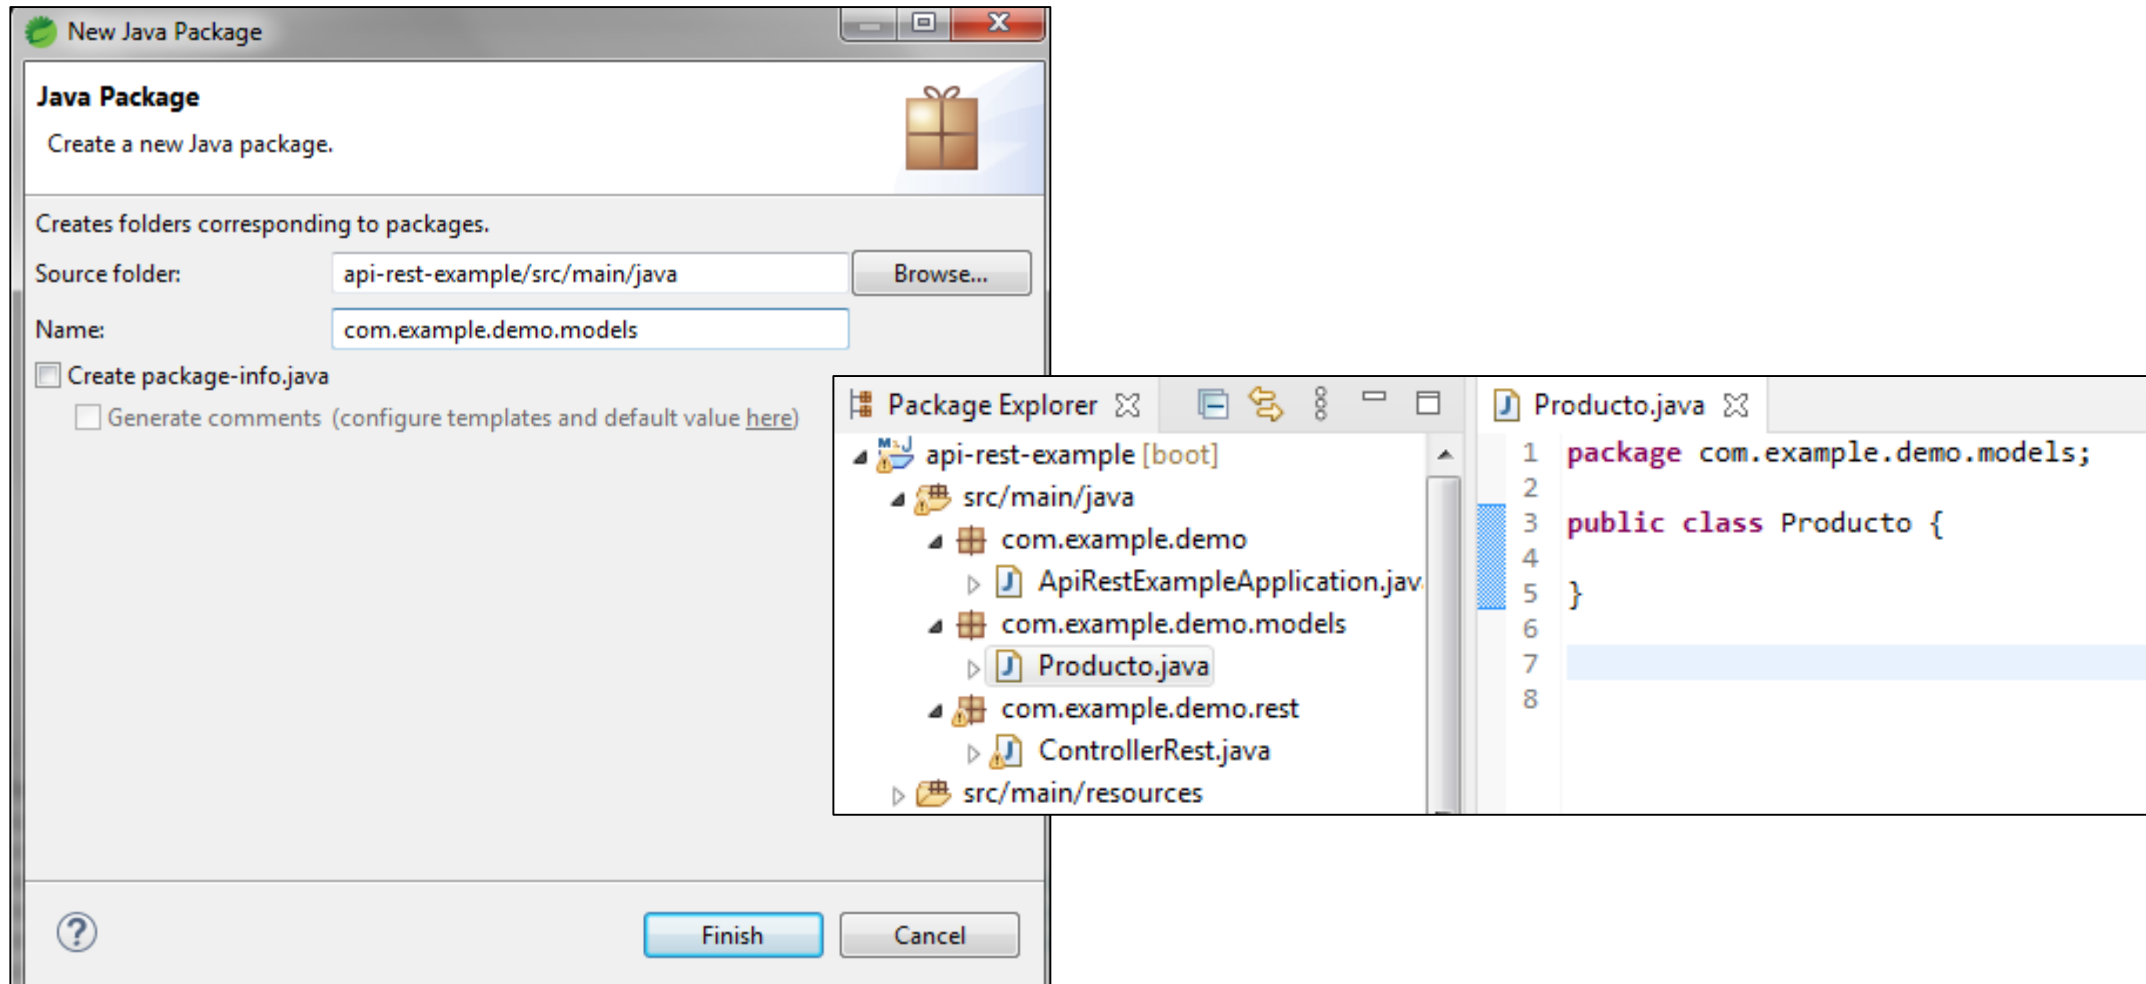 New Java Package
Java Package
Create a new Java package.
Creates folders corresponding to packages.
Source folder: api-rest-example/src/main/java Browse...
Name: com.example.demo.models
Create package-info.java
Generate comments (configure templates and default value here)
Finish Cancel
Package Explorer
api-rest-example [boot]
src/main/java
com.example.demo
ApiRestExampleApplication.jav
com.example.demo.models
Producto.java
com.example.demo.rest
ControllerRest.java
src/main/resources
Producto.java
1 package com.example.demo.models;
2
3 public class Producto {
4
5 }
6
7
8